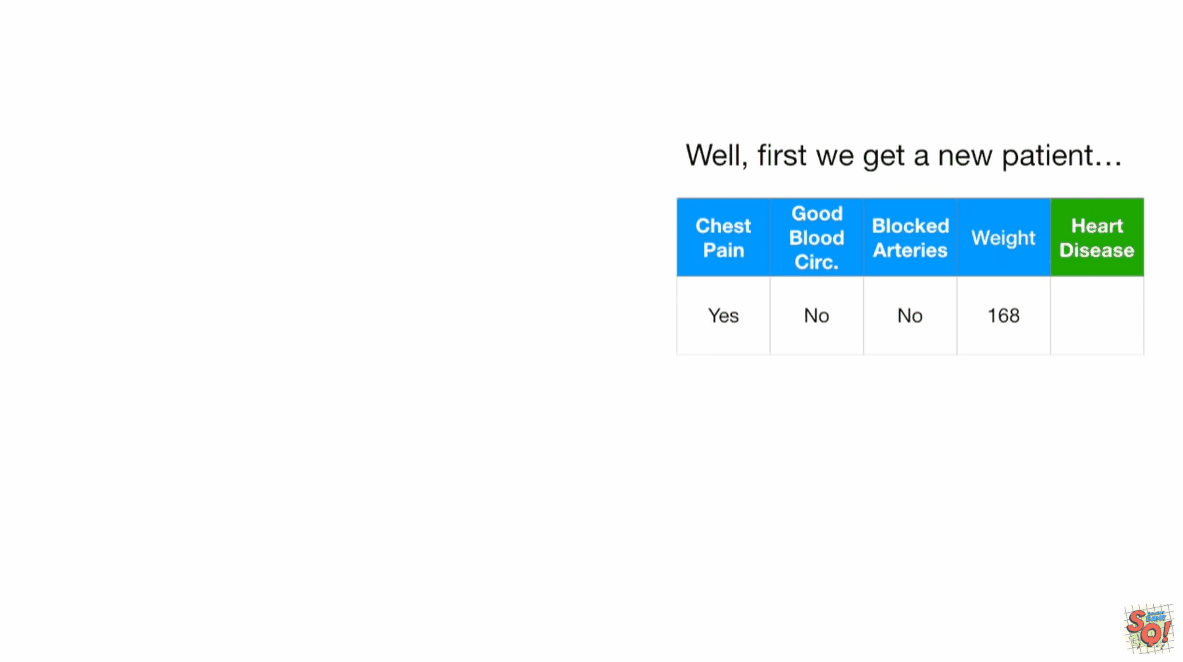 Well, first we get a new patient…
Chest Pain
Good Blood Circ.
Blocked Arteries
Weight
Heart Disease
Yes
No
No
168
SQ!